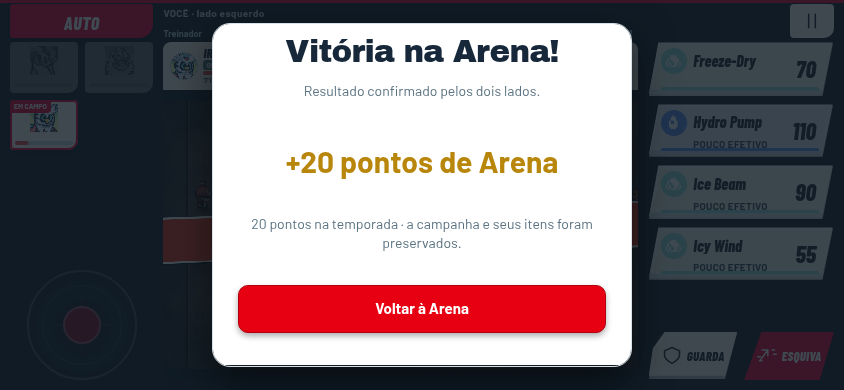 AUTO
VOCÊ · lado esquerdo
Treinador
EM CAMPO
Vitória na Arena!
Resultado confirmado pelos dois lados.
+20 pontos de Arena
20 pontos na temporada · a campanha e seus itens foram
preservados.
Voltar à Arena
Freeze-Dry
70
Hydro Pump
110
POUCO EFETIVO
Ice Beam
90
POUCO EFETIVO
Icy Wind
55
POUCO EFETIVO
GUARDA
ESQUIVA